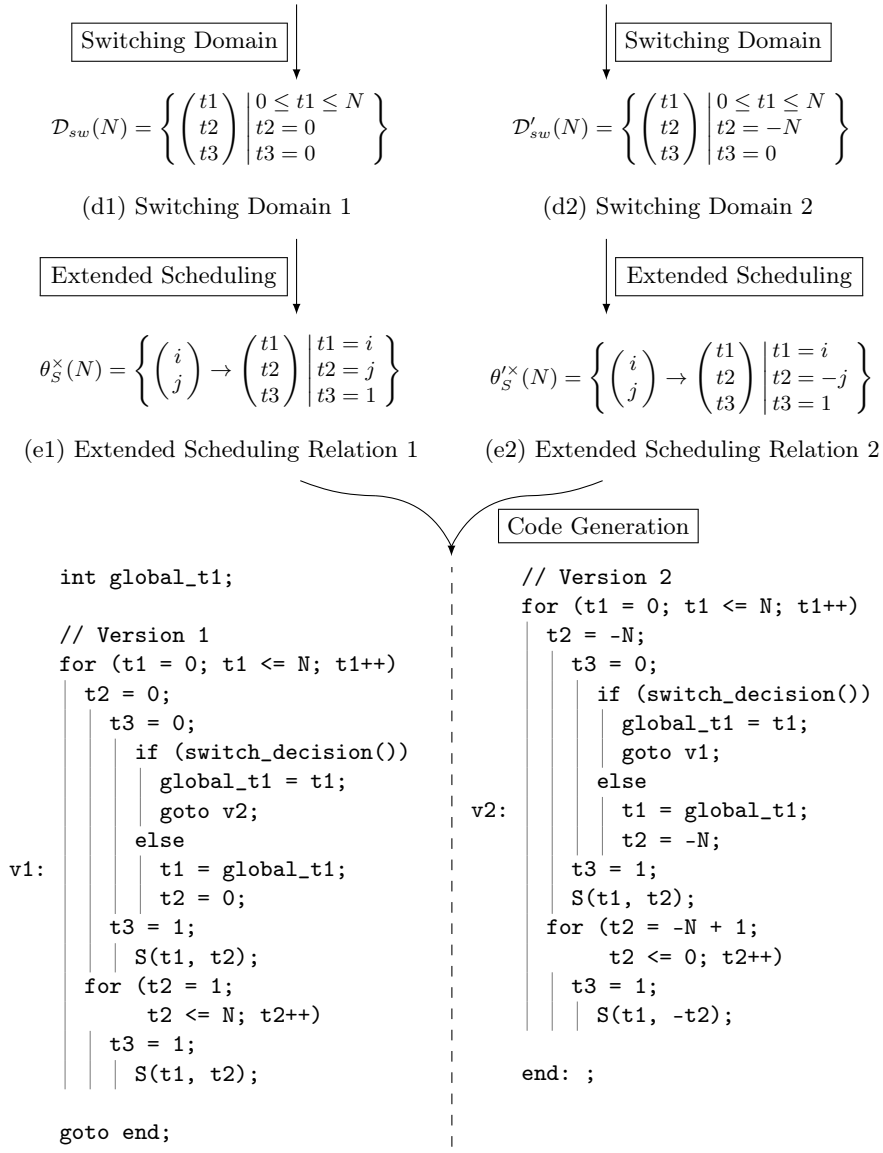 Switching Domain
𝒟sw(N) = { (t1 t2 t3) | 0 ≤ t1 ≤ N, t2 = 0, t3 = 0 }
(d1) Switching Domain 1
Extended Scheduling
θ_S^×(N) = { (i j) → (t1 t2 t3) | t1 = i, t2 = j, t3 = 1 }
(e1) Extended Scheduling Relation 1
Switching Domain
𝒟′sw(N) = { (t1 t2 t3) | 0 ≤ t1 ≤ N, t2 = −N, t3 = 0 }
(d2) Switching Domain 2
Extended Scheduling
θ_S^′×(N) = { (i j) → (t1 t2 t3) | t1 = i, t2 = −j, t3 = 1 }
(e2) Extended Scheduling Relation 2
Code Generation
int global_t1;
// Version 1
for (t1 = 0; t1 <= N; t1++)
t2 = 0;
t3 = 0;
if (switch_decision())
global_t1 = t1;
goto v2;
else
v1: t1 = global_t1;
t2 = 0;
t3 = 1;
S(t1, t2);
for (t2 = 1;
t2 <= N; t2++)
t3 = 1;
S(t1, t2);
goto end;
// Version 2
for (t1 = 0; t1 <= N; t1++)
t2 = -N;
t3 = 0;
if (switch_decision())
global_t1 = t1;
goto v1;
else
v2: t1 = global_t1;
t2 = -N;
t3 = 1;
S(t1, t2);
for (t2 = -N + 1;
t2 <= 0; t2++)
t3 = 1;
S(t1, -t2);
end: ;